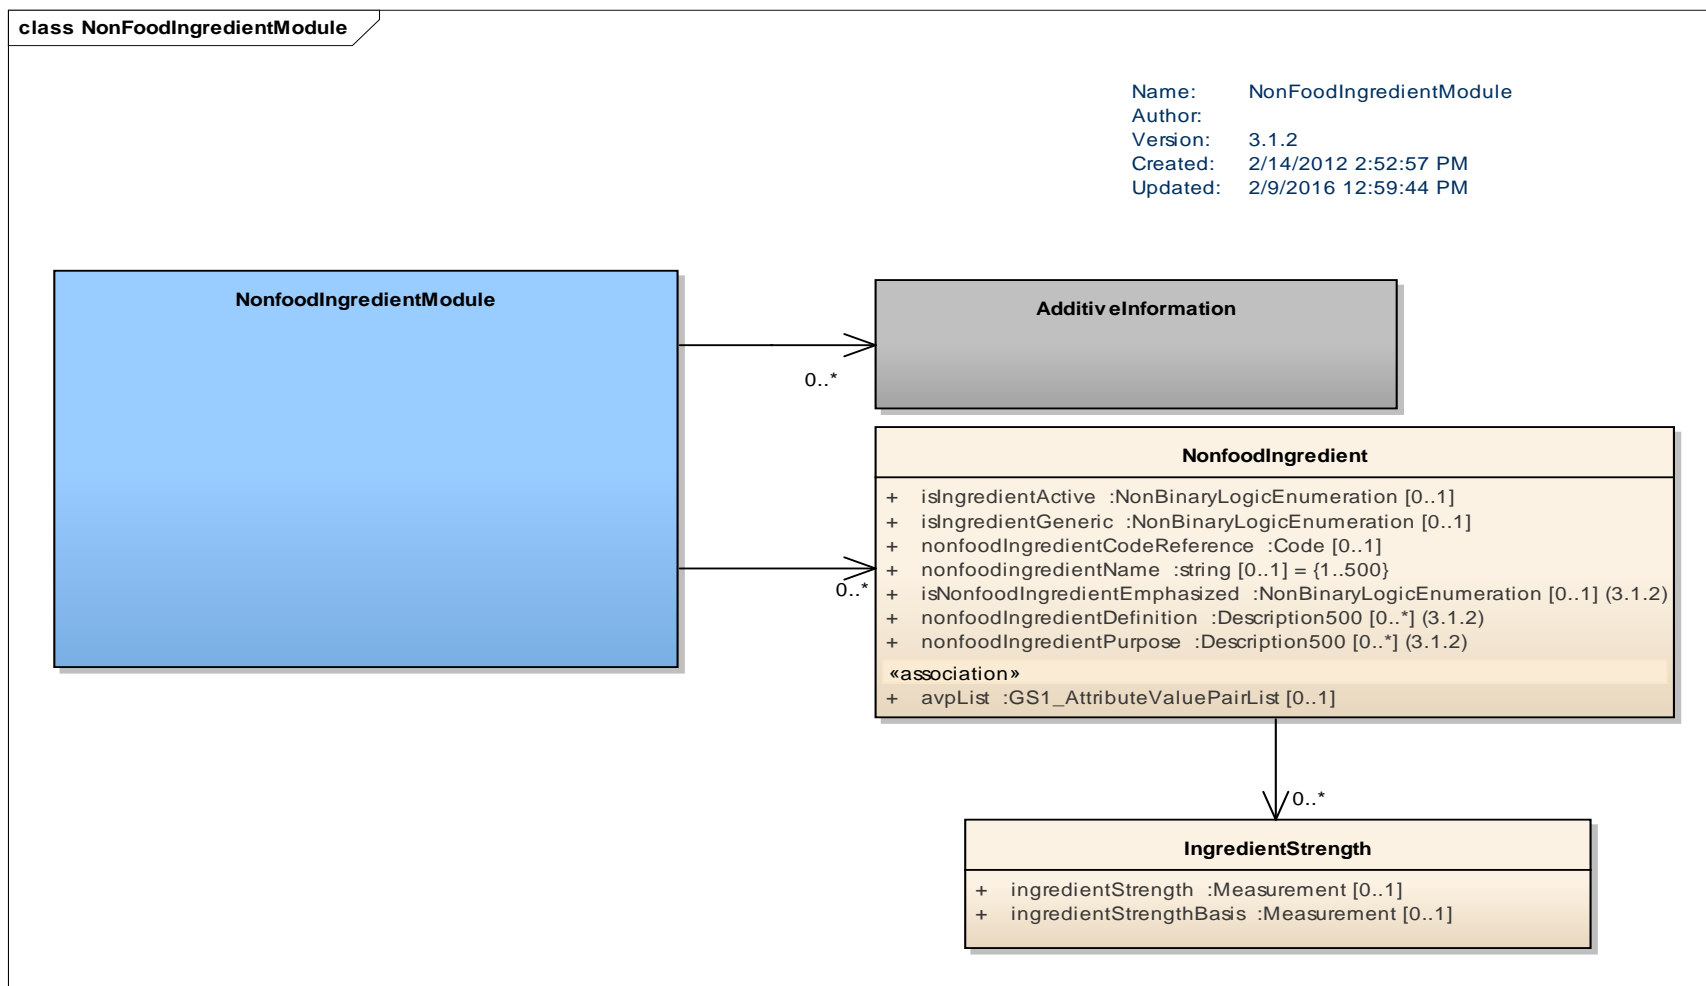 class NonFoodIngredientModule
Name: NonFoodIngredientModule
Author:
Version: 3.1.2
Created: 2/14/2012 2:52:57 PM
Updated: 2/9/2016 12:59:44 PM
NonfoodIngredientModule
AdditiveInformation
0..*
NonfoodIngredient
+ isIngredientActive :NonBinaryLogicEnumeration [0..1]
+ isIngredientGeneric :NonBinaryLogicEnumeration [0..1]
+ nonfoodIngredientCodeReference :Code [0..1]
+ nonfoodingredientName :string [0..1] = {1..500}
+ isNonfoodIngredientEmphasized :NonBinaryLogicEnumeration [0..1] (3.1.2)
+ nonfoodIngredientDefinition :Description500 [0..*] (3.1.2)
+ nonfoodIngredientPurpose :Description500 [0..*] (3.1.2)
«association»
+ avpList :GS1_AttributeValuePairList [0..1]
0..*
0..*
IngredientStrength
+ ingredientStrength :Measurement [0..1]
+ ingredientStrengthBasis :Measurement [0..1]